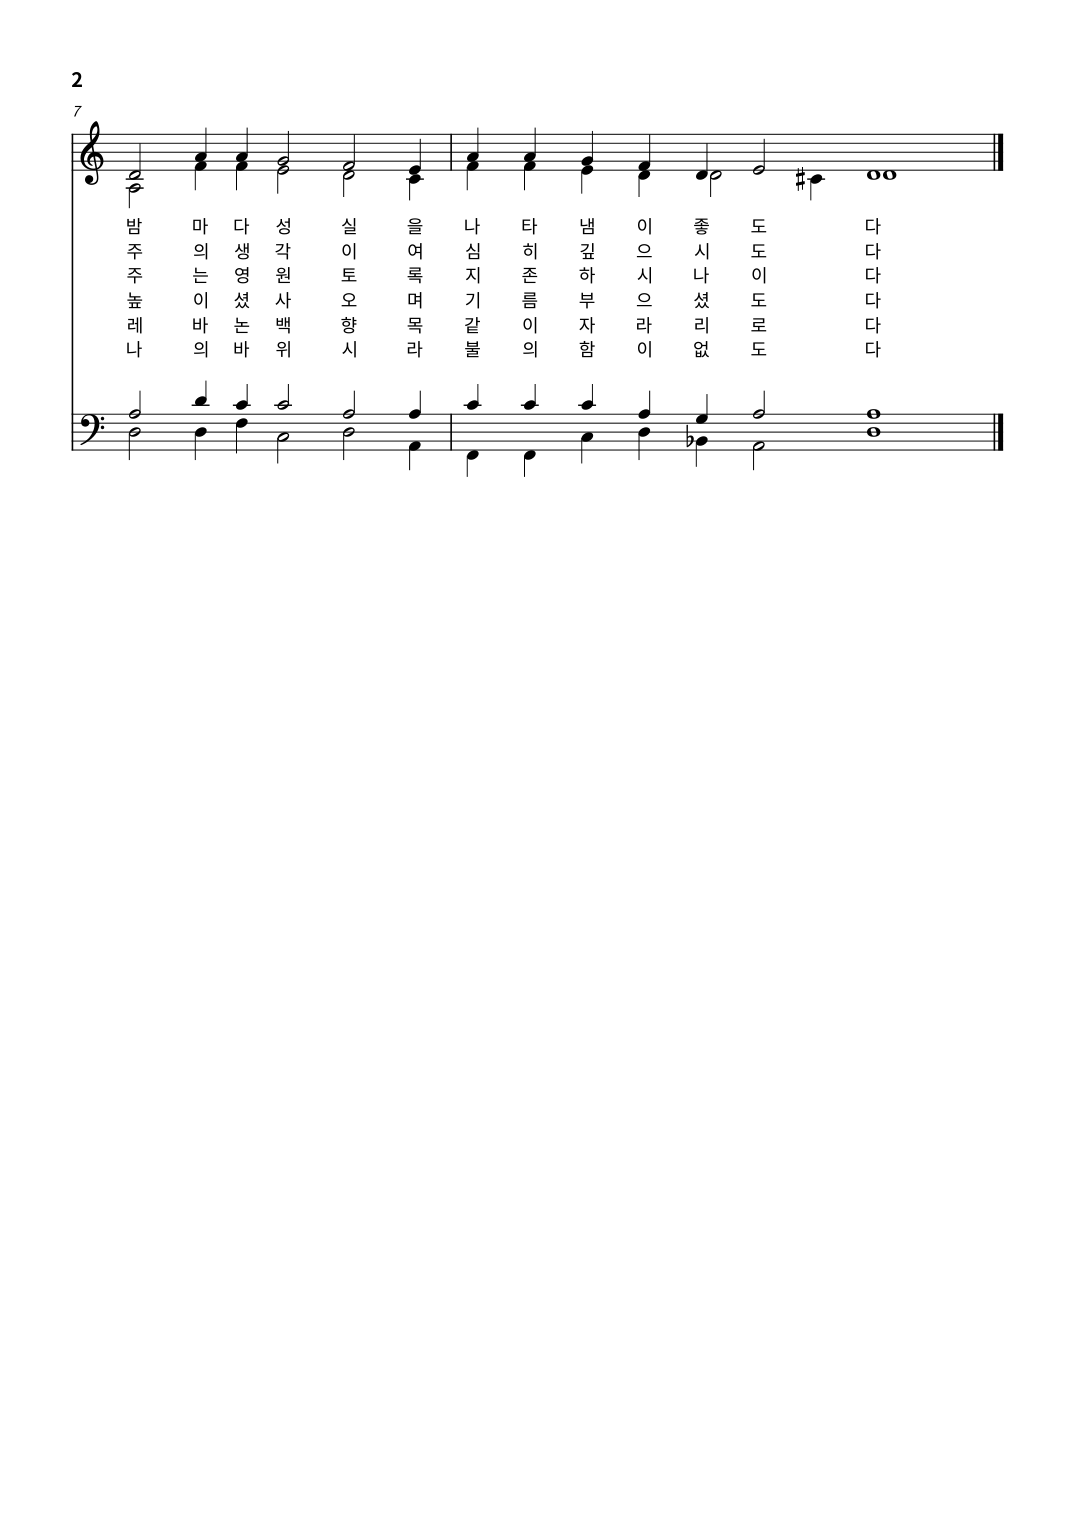 2
7
밤 마 다 성 실 을 나 타 냄 이 좋 도 다
주 의 생 각 이 여 심 히 깊 으 시 도 다
주 는 영 원 토 록 지 존 하 시 나 이 다
높 이 셨 사 오 며 기 름 부 으 셨 도 다
레 바 논 백 향 목 같 이 자 라 리 로 다
나 의 바 위 시 라 불 의 함 이 없 도 다